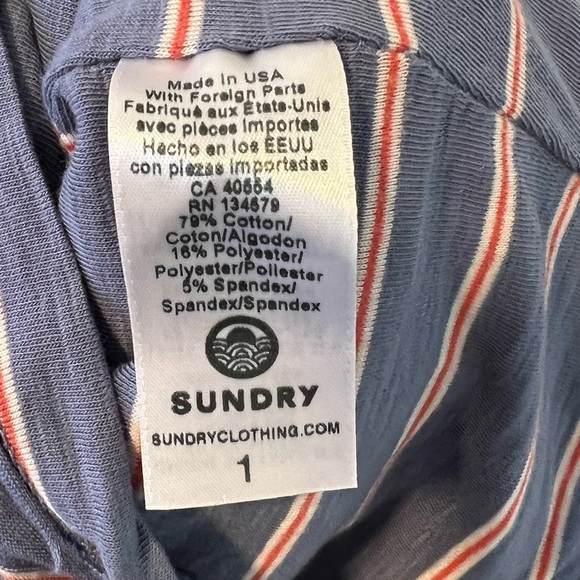 Made in USA
With Foreign Parts
Fabriqué aux États-Unis
avec pièces importes
Hecho en los EEUU
con piezas importadas
CA 40554
RN 134579
79% Cotton/
Coton/Algodon
16% Polyester/
Polyester/Poliester
5% Spandex/
Spandex/Spandex
SUNDRY
SUNDRYCLOTHING.COM
1